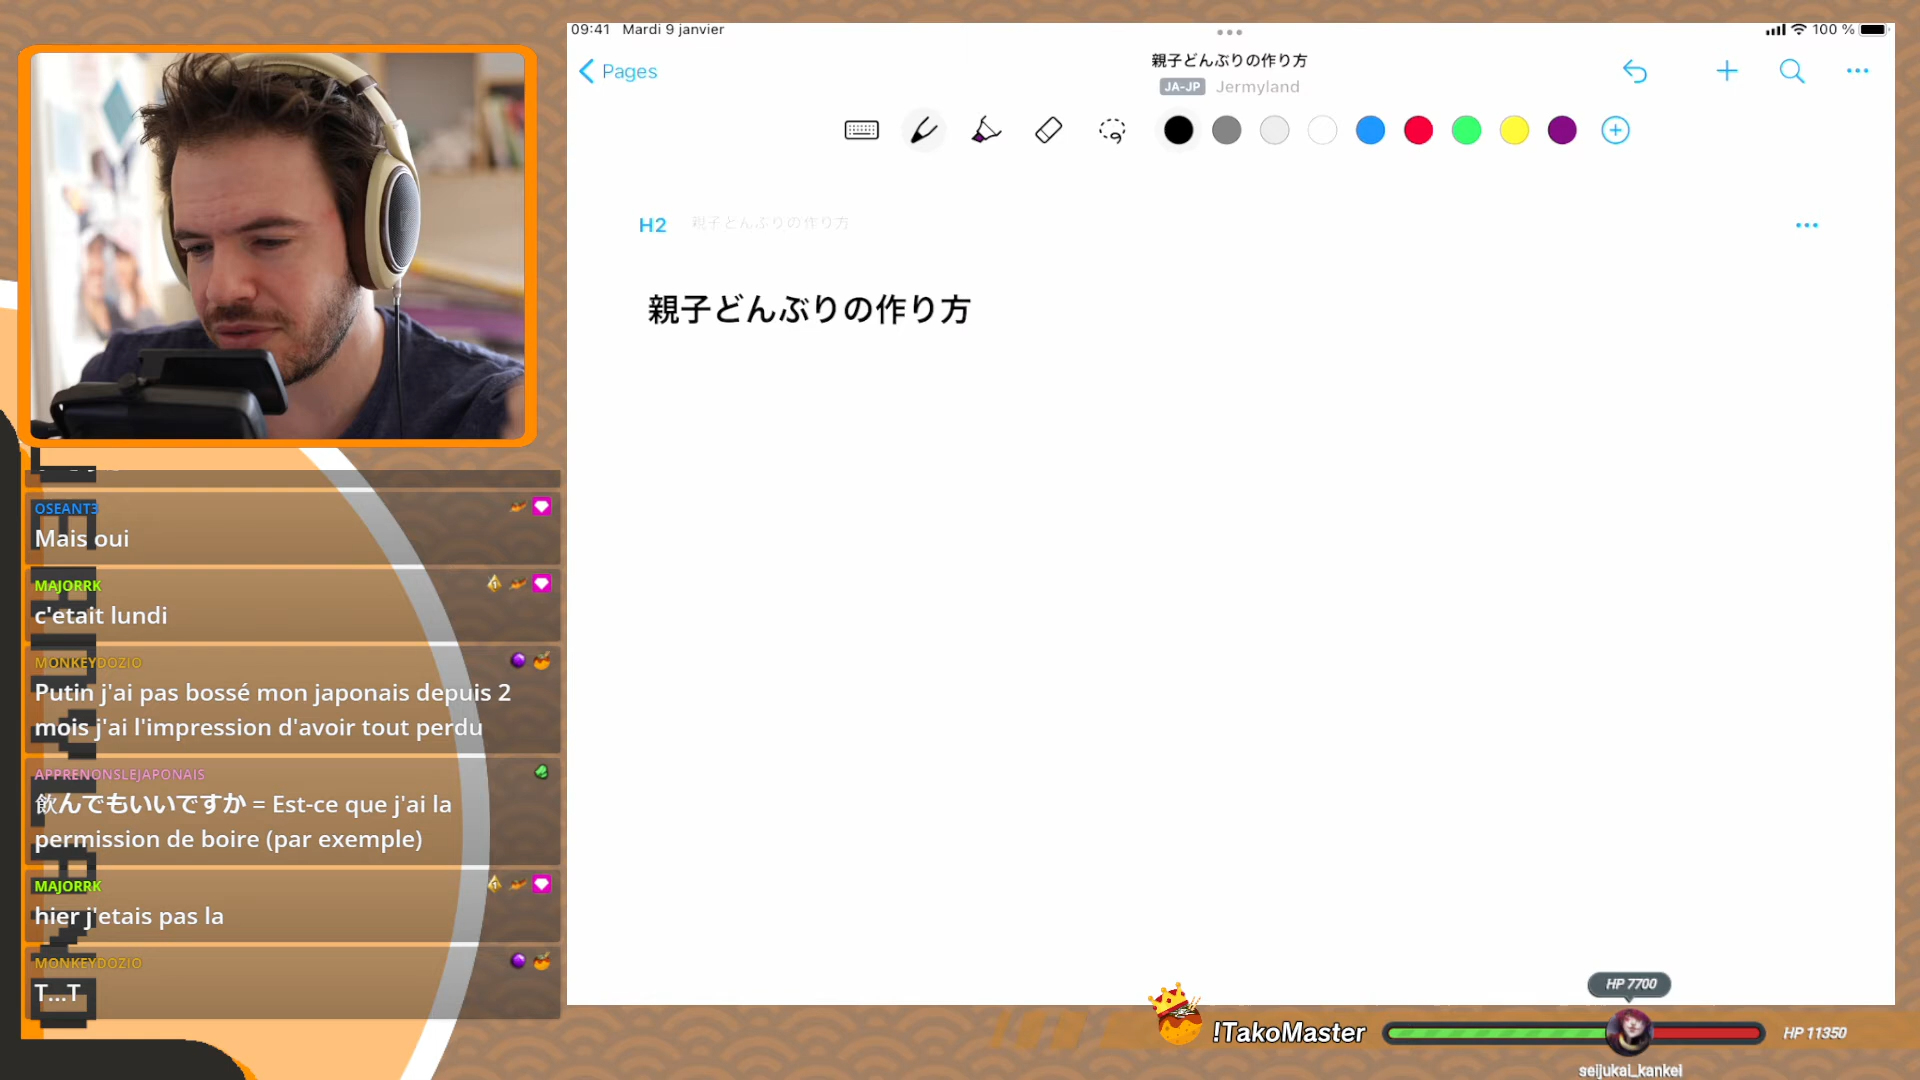 09:41 Mardi 9 janvier
100 %
Pages
親子どんぶりの作り方
JA-JP Jermyland
H2 親子どんぶりの作り方
親子どんぶりの作り方
OSEANT3
Mais oui
MAJORRK
c'etait lundi
MONKEYDOZIO
Putin j'ai pas bossé mon japonais depuis 2
mois j'ai l'impression d'avoir tout perdu
APPRENONSLEJAPONAIS
飲んでもいいですか = Est-ce que j'ai la
permission de boire (par exemple)
MAJORRK
hier j'etais pas la
MONKEYDOZIO
T...T
HP 7700
!TakoMaster
HP 11350
seijukai_kankei